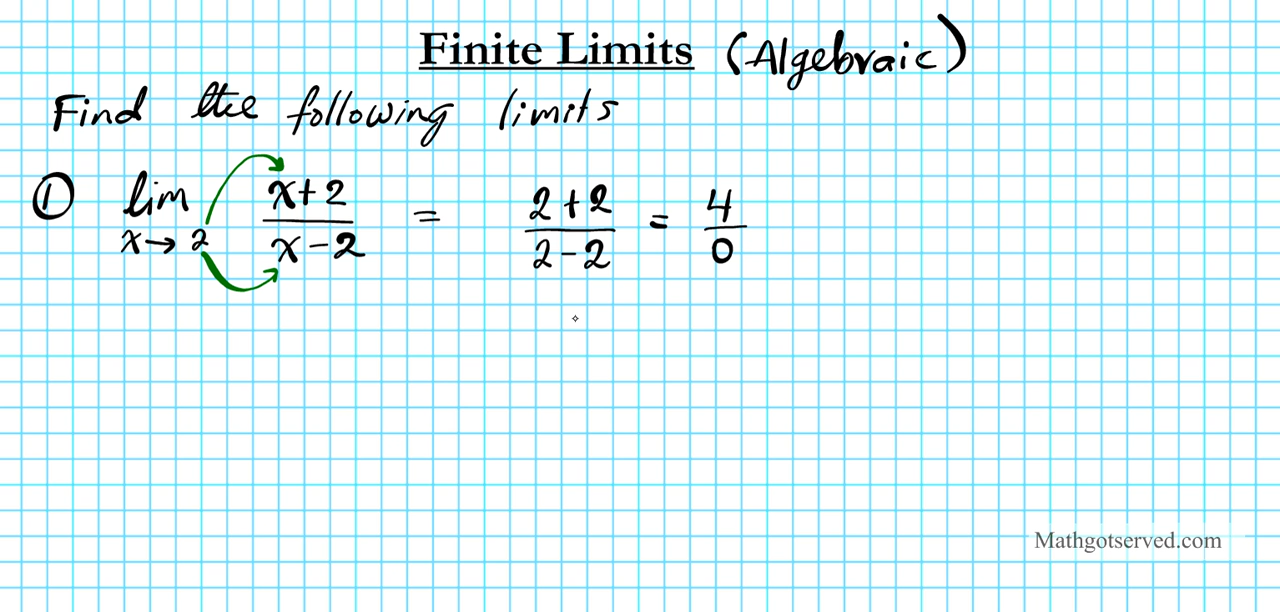 Finite Limits (Algebraic)
Find the following limits
① lim x→2 x+2 / x-2 = 2+2 / 2-2 = 4 / 0
Mathgotserved.com